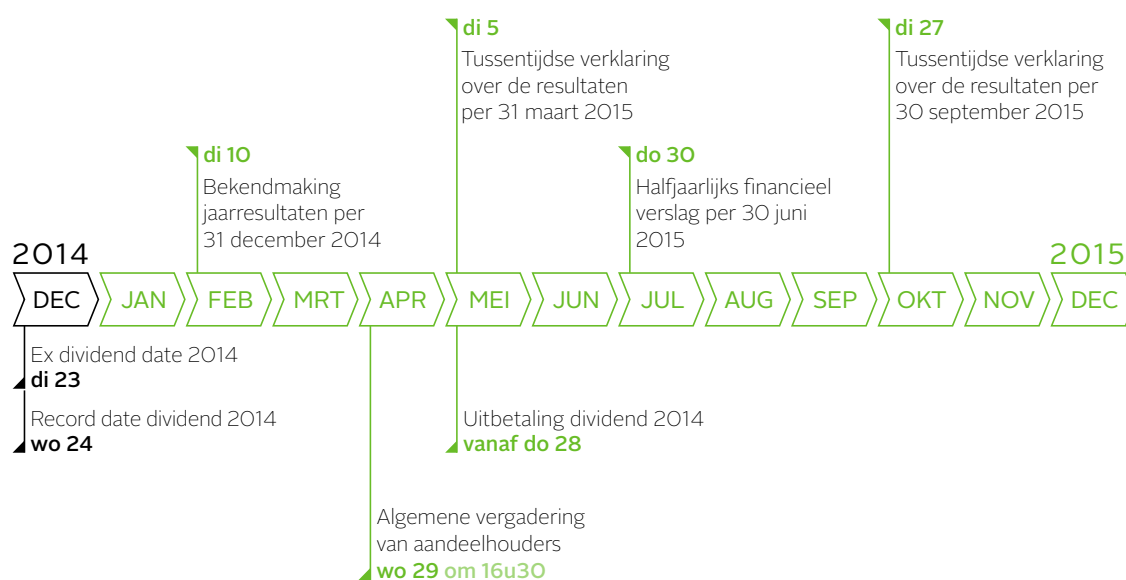 di 5
Tussentijdse verklaring
over de resultaten
per 31 maart 2015
di 27
Tussentijdse verklaring
over de resultaten per
30 september 2015
di 10
Bekendmaking
jaarresultaten per
31 december 2014
do 30
Halfjaarlijks financieel
verslag per 30 juni
2015
2014
2015
DEC JAN FEB MRT APR MEI JUN JUL AUG SEP OKT NOV DEC
Ex dividend date 2014
di 23
Record date dividend 2014
wo 24
Uitbetaling dividend 2014
vanaf do 28
Algemene vergadering
van aandeelhouders
wo 29 om 16u30